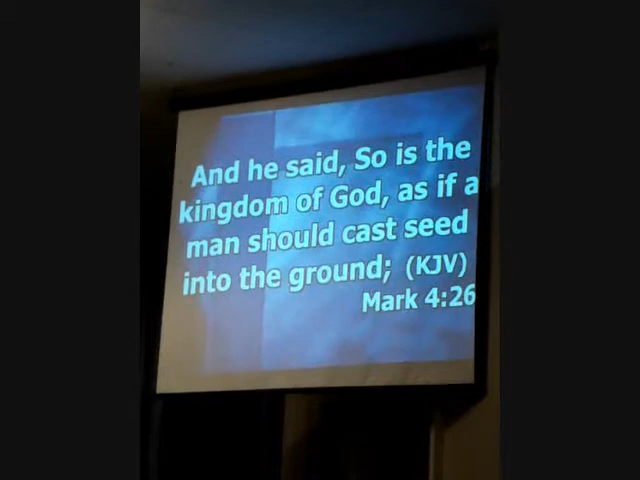 And he said, So is the
kingdom of God, as if a
man should cast seed
into the ground; (KJV)
Mark 4:26